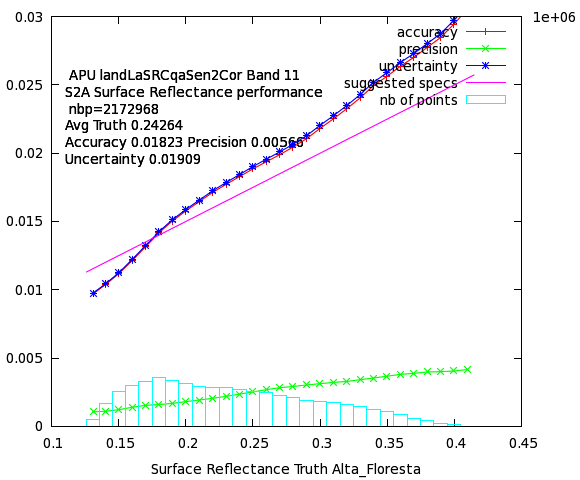 0.03
1e+06
accuracy
precision
APU landLaSRCqaSen2Cor Band 11
uncertainty
0.025
suggested specs
S2A Surface Reflectance performance
nb of points
nbp=2172968
Avg Truth 0.24264
Accuracy 0.01823 Precision 0.00566
Uncertainty 0.01909
0.02
0.015
0.01
0.005
0
0.1 0.15 0.2 0.25 0.3 0.35 0.4 0.45
Surface Reflectance Truth Alta_Floresta